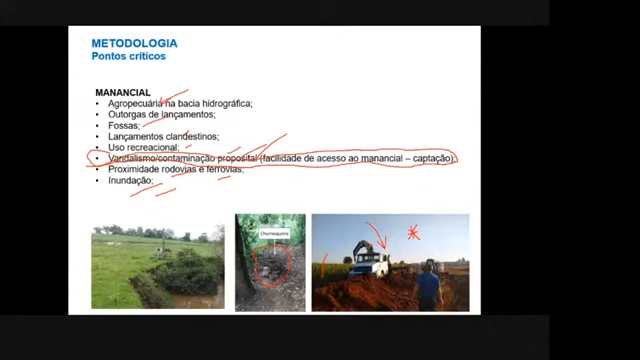 METODOLOGIA
Pontos críticos
MANANCIAL
• Agropecuária na bacia hidrográfica;
• Outorgas de lançamentos;
• Fossas;
• Lançamentos clandestinos;
• Uso recreacional;
• Vandalismo/contaminação proposital (facilidade de acesso ao manancial – captação);
• Proximidade rodovias e ferrovias;
• Inundação;
Churrasqueira